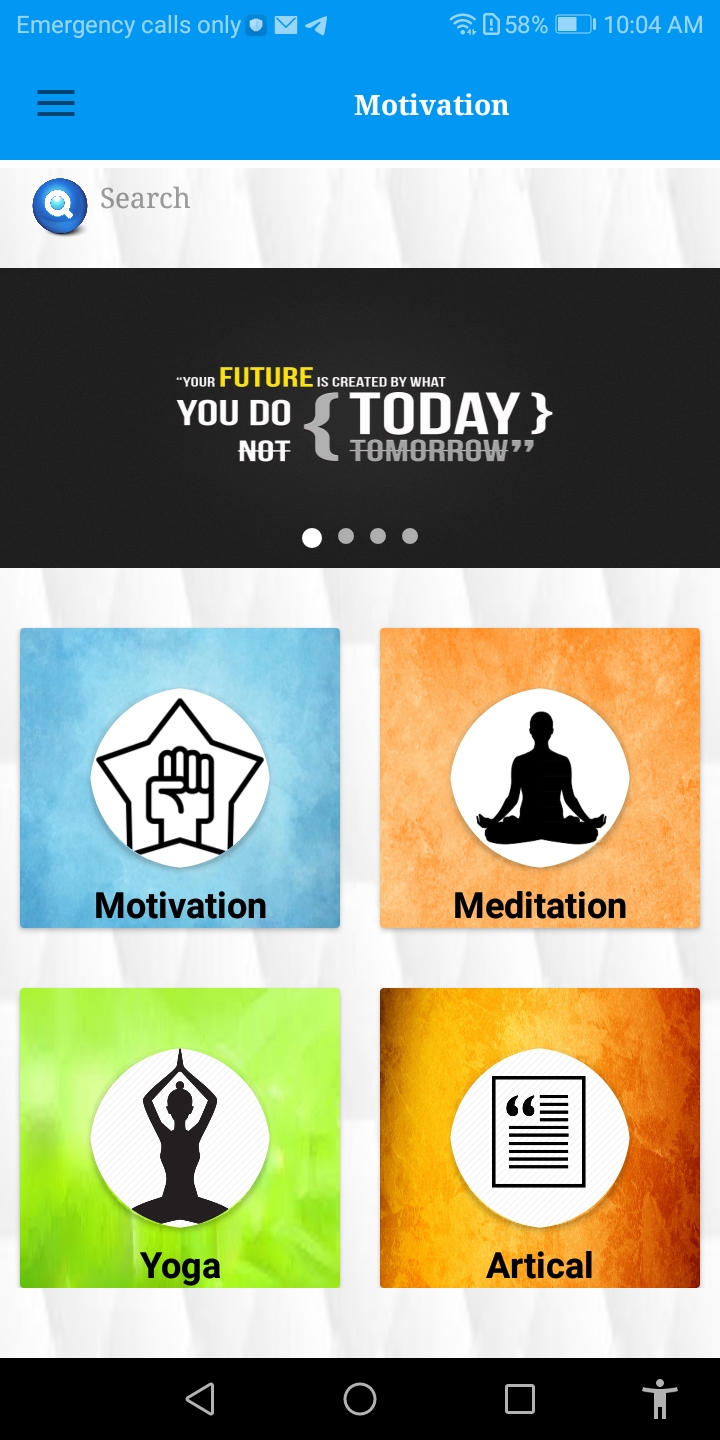 Emergency calls only 58% 10:04 AM
Motivation
Search
“YOUR FUTURE IS CREATED BY WHAT
YOU DO { TODAY }
NOT TOMORROW”
Motivation
Meditation
Yoga
Artical